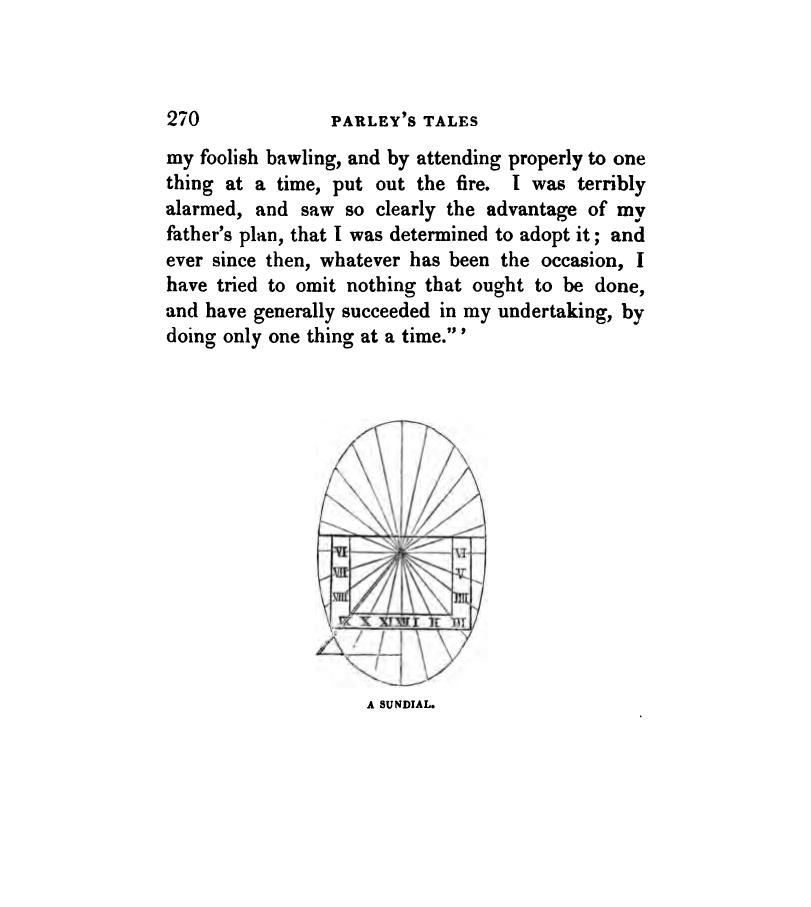 270 PARLEY'S TALES
my foolish bawling, and by attending properly to one
thing at a time, put out the fire. I was terribly
alarmed, and saw so clearly the advantage of my
father's plan, that I was determined to adopt it; and
ever since then, whatever has been the occasion, I
have tried to omit nothing that ought to be done,
and have generally succeeded in my undertaking, by
doing only one thing at a time." '
VI VI
VII V
VIII IIII
IX X XI XII I II III
A SUNDIAL.